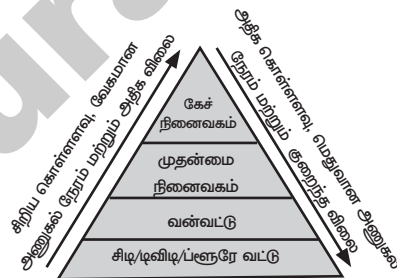 சிறிய கொள்ளளவு, வேகமான
அணுகல் நேரம் மற்றும் அதிக விலை
அதிக கொள்ளளவு, மெதுவான அணுகல்
நேரம் மற்றும் குறைந்த விலை
கேச்
நினைவகம்
முதன்மை
நினைவகம்
வன்வட்டு
சிடி/டிவிடி/ப்ளூரே வட்டு